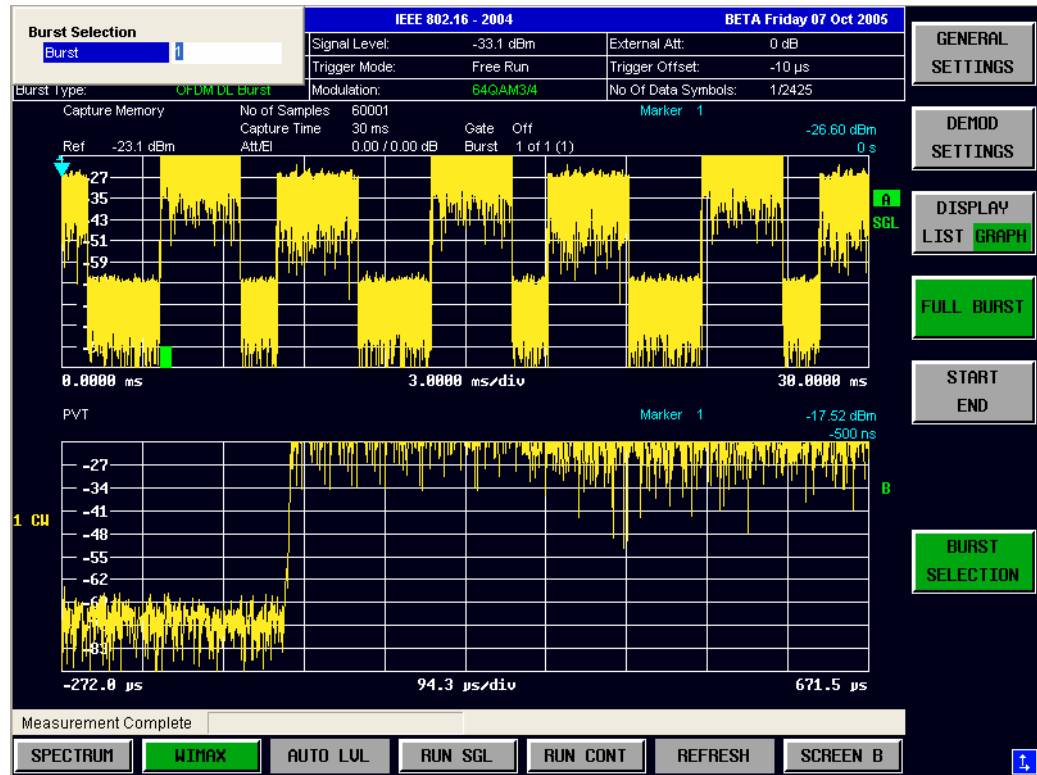 Burst Selection
Burst 1
IEEE 802.16 - 2004 BETA Friday 07 Oct 2005
Signal Level: -33.1 dBm External Att: 0 dB
Trigger Mode: Free Run Trigger Offset: -10 µs
Burst Type: OFDM DL Burst Modulation: 64QAM3/4 No Of Data Symbols: 1/2425
Capture Memory No of Samples 60001 Marker 1
Capture Time 30 ms Gate Off -26.60 dBm
Ref -23.1 dBm Att/El 0.00 / 0.00 dB Burst 1 of 1 (1) 0 s
1
-27
-35
-43
-51
-59
A
SGL
0.0000 ms 3.0000 ms/div 30.0000 ms
PVT Marker 1 -17.52 dBm
-500 ns
-27
-34
-41
-48
-55
-62
-83
1 CW
B
-272.0 µs 94.3 µs/div 671.5 µs
Measurement Complete
SPECTRUM WIMAX AUTO LVL RUN SGL RUN CONT REFRESH SCREEN B
GENERAL
SETTINGS
DEMOD
SETTINGS
DISPLAY
LIST GRAPH
FULL BURST
START
END
BURST
SELECTION